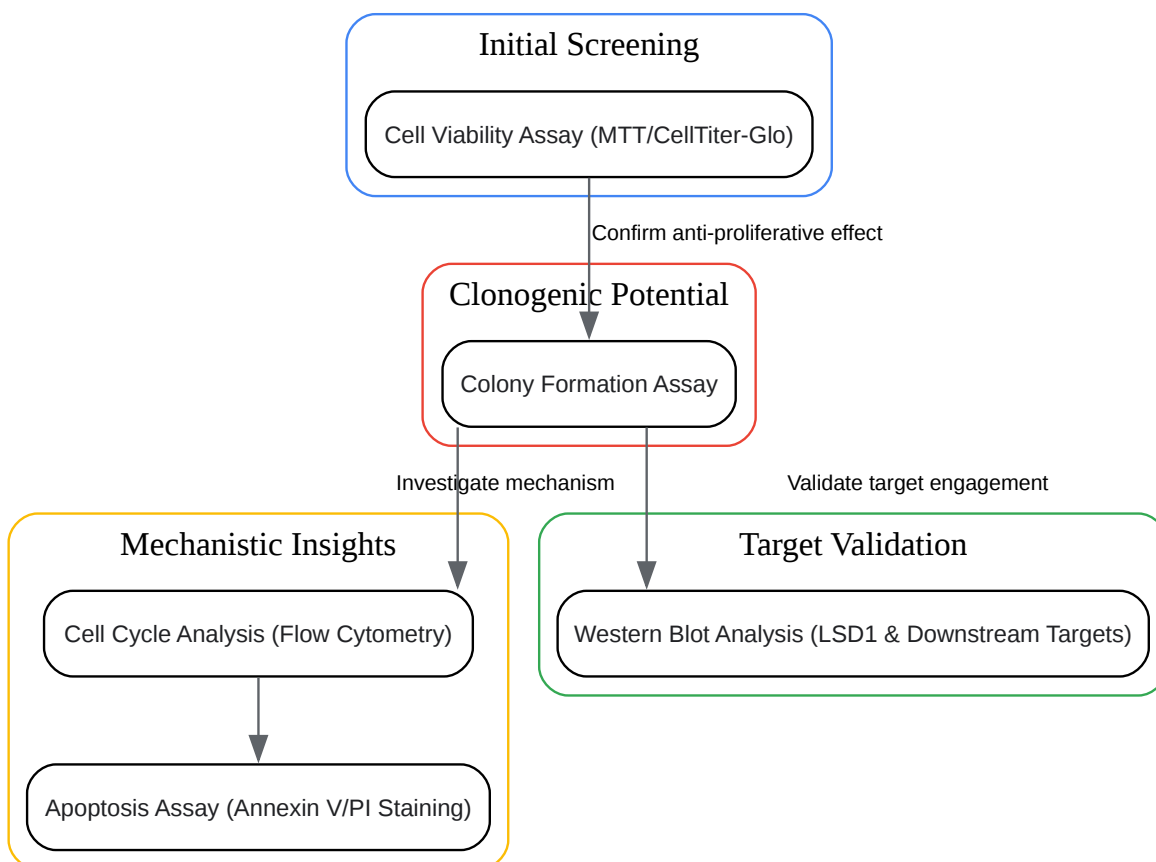 Initial Screening
Cell Viability Assay (MTT/CellTiter-Glo)
Confirm anti-proliferative effect
Clonogenic Potential
Colony Formation Assay
Investigate mechanism
Validate target engagement
Mechanistic Insights
Target Validation
Cell Cycle Analysis (Flow Cytometry)
Western Blot Analysis (LSD1 & Downstream Targets)
Apoptosis Assay (Annexin V/PI Staining)